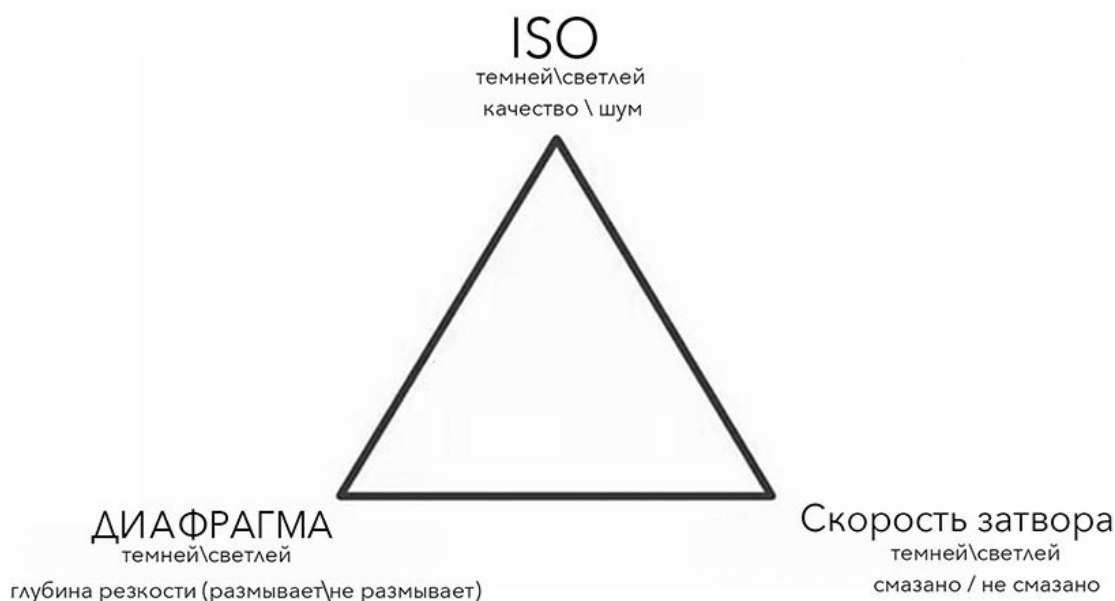 ISO
темней\светлей
качество \ шум
ДИАФРАГМА
темней\светлей
глубина резкости (размывает\не размывает)
Скорость затвора
темней\светлей
смазано / не смазано